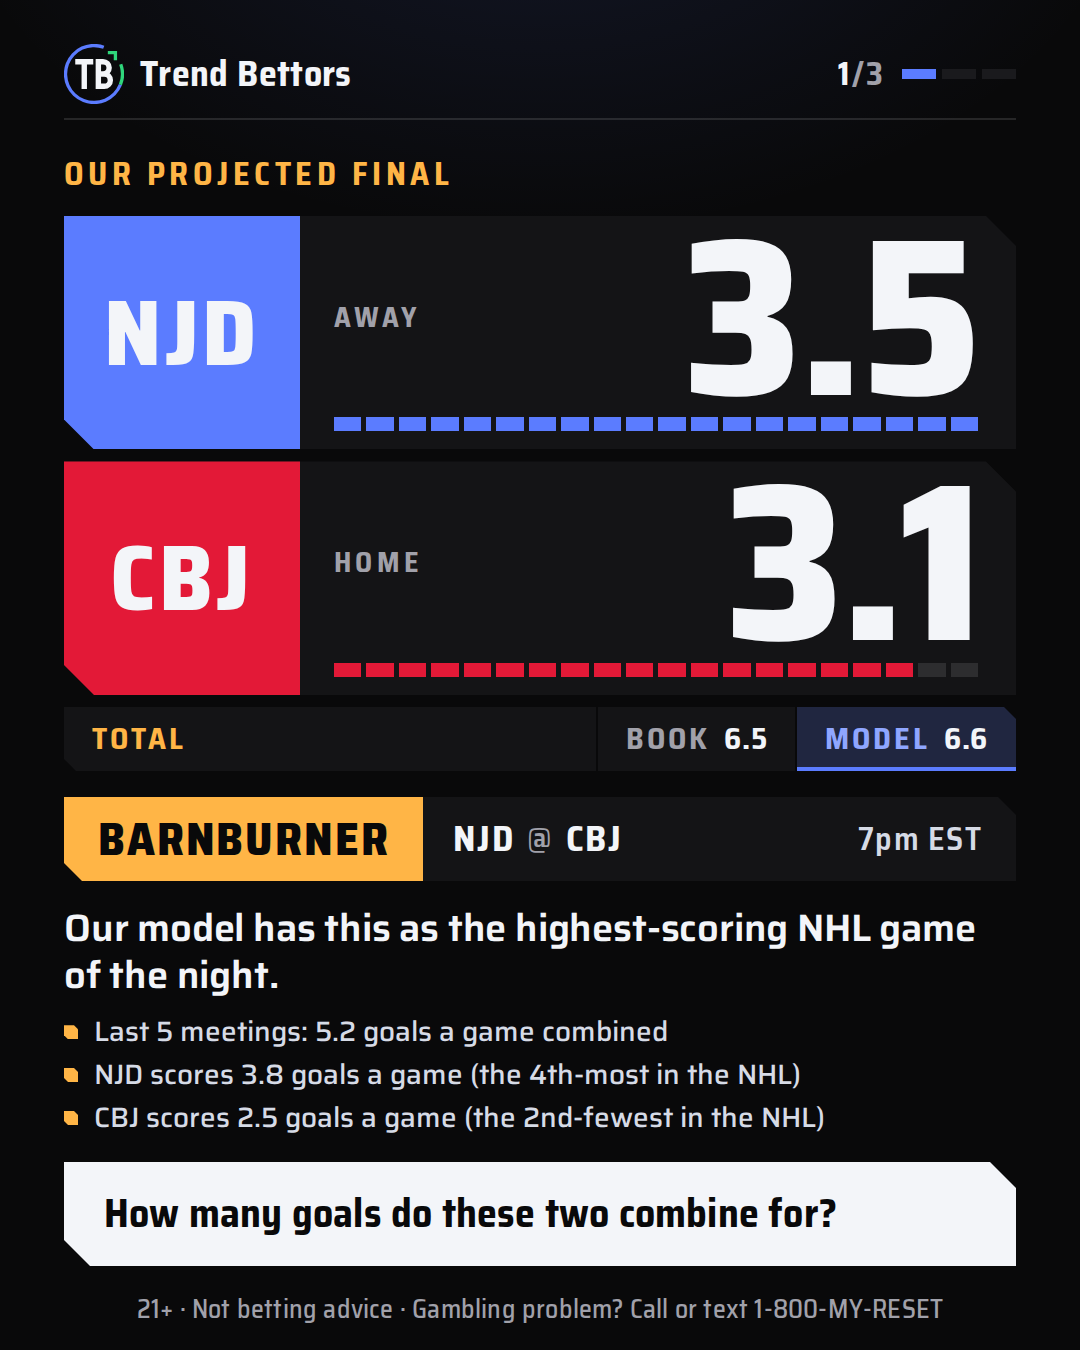 TB Trend Bettors
1/3
OUR PROJECTED FINAL
NJD
AWAY
3.5
CBJ
HOME
3.1
TOTAL
BOOK 6.5
MODEL 6.6
BARNBURNER
NJD @ CBJ
7pm EST
Our model has this as the highest-scoring NHL game
of the night.
Last 5 meetings: 5.2 goals a game combined
NJD scores 3.8 goals a game (the 4th-most in the NHL)
CBJ scores 2.5 goals a game (the 2nd-fewest in the NHL)
How many goals do these two combine for?
21+ · Not betting advice · Gambling problem? Call or text 1-800-MY-RESET